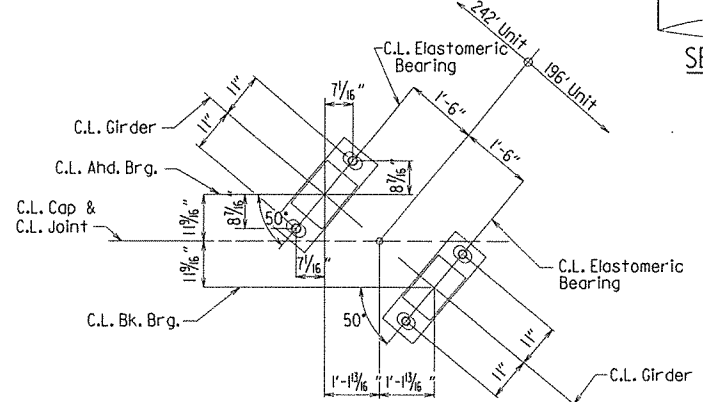 242' Unit
196' Unit
SE
C.L. Elastomeric
Bearing
7 1/16"
1'-6"
1'-6"
11"
11"
C.L. Girder
C.L. Ahd. Brg.
8 7/16"
C.L. Cap &
C.L. Joint
11 9/16"
8 7/16"
50°
7 1/16"
11 9/16"
C.L. Elastomeric
Bearing
C.L. Bk. Brg.
50°
11"
11"
1'-1 13/16"
1'-1 13/16"
C.L. Girder